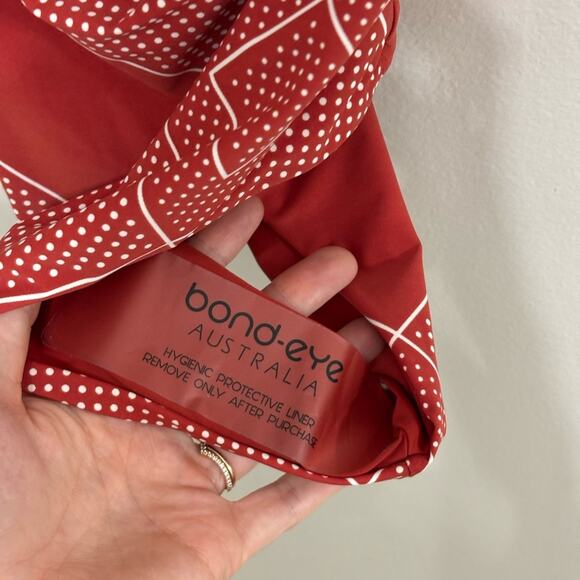 bond-eye
AUSTRALIA
HYGIENIC PROTECTIVE LINER
REMOVE ONLY AFTER PURCHASE